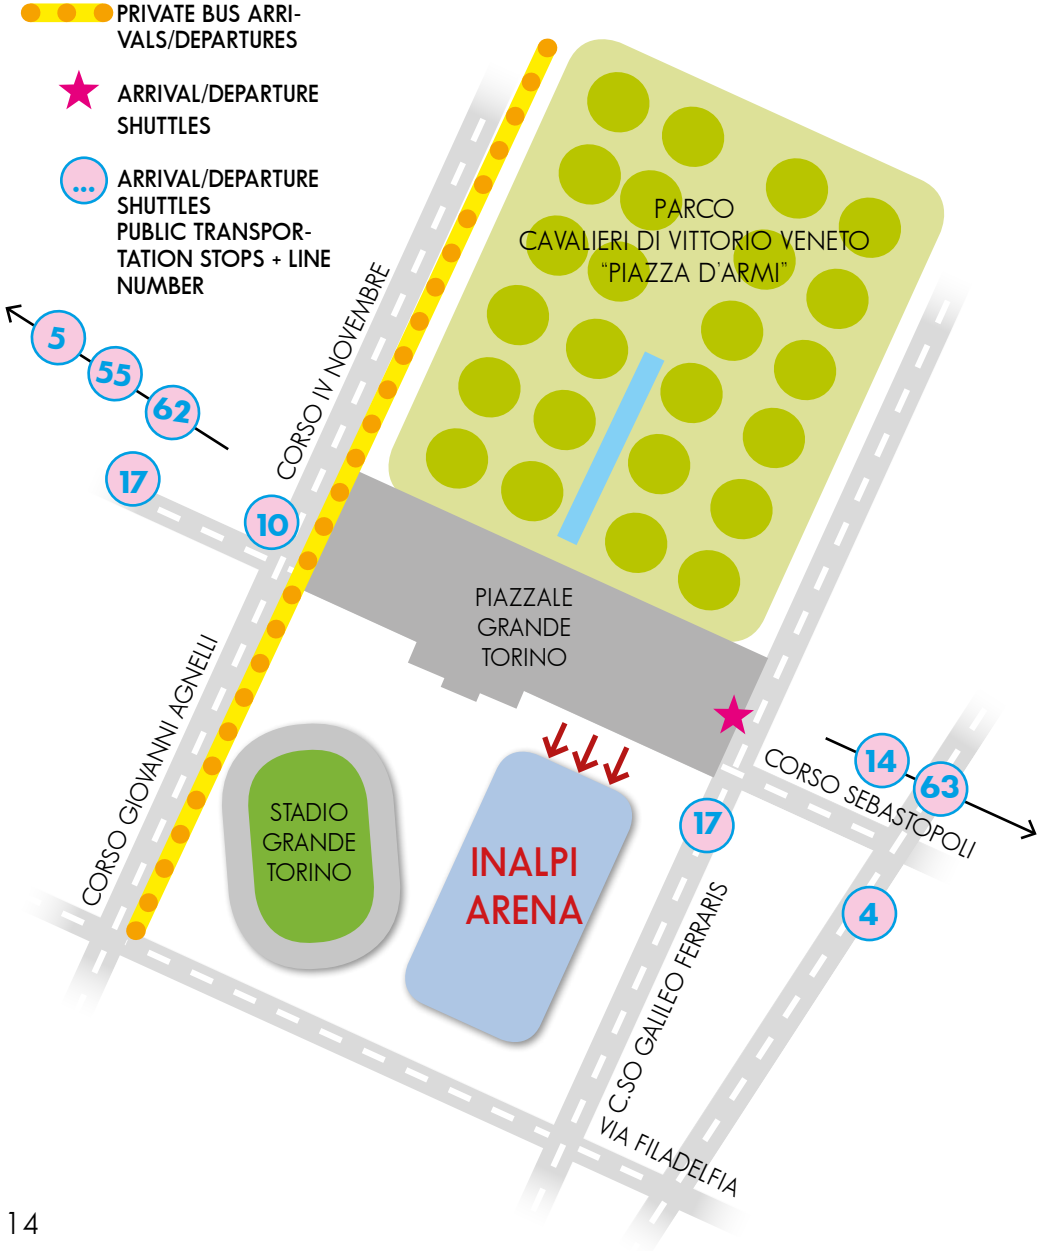 PRIVATE BUS ARRI-
VALS/DEPARTURES
ARRIVAL/DEPARTURE
SHUTTLES
...
ARRIVAL/DEPARTURE
SHUTTLES
PUBLIC TRANSPOR-
TATION STOPS + LINE
NUMBER
PARCO
CAVALIERI DI VITTORIO VENETO
“PIAZZA D’ARMI”
CORSO IV NOVEMBRE
5
55
62
17
10
PIAZZALE
GRANDE
TORINO
CORSO GIOVANNI AGNELLI
STADIO
GRANDE
TORINO
INALPI
ARENA
14
63
CORSO SEBASTOPOLI
17
4
C.SO GALILEO FERRARIS
VIA FILADELFIA
14